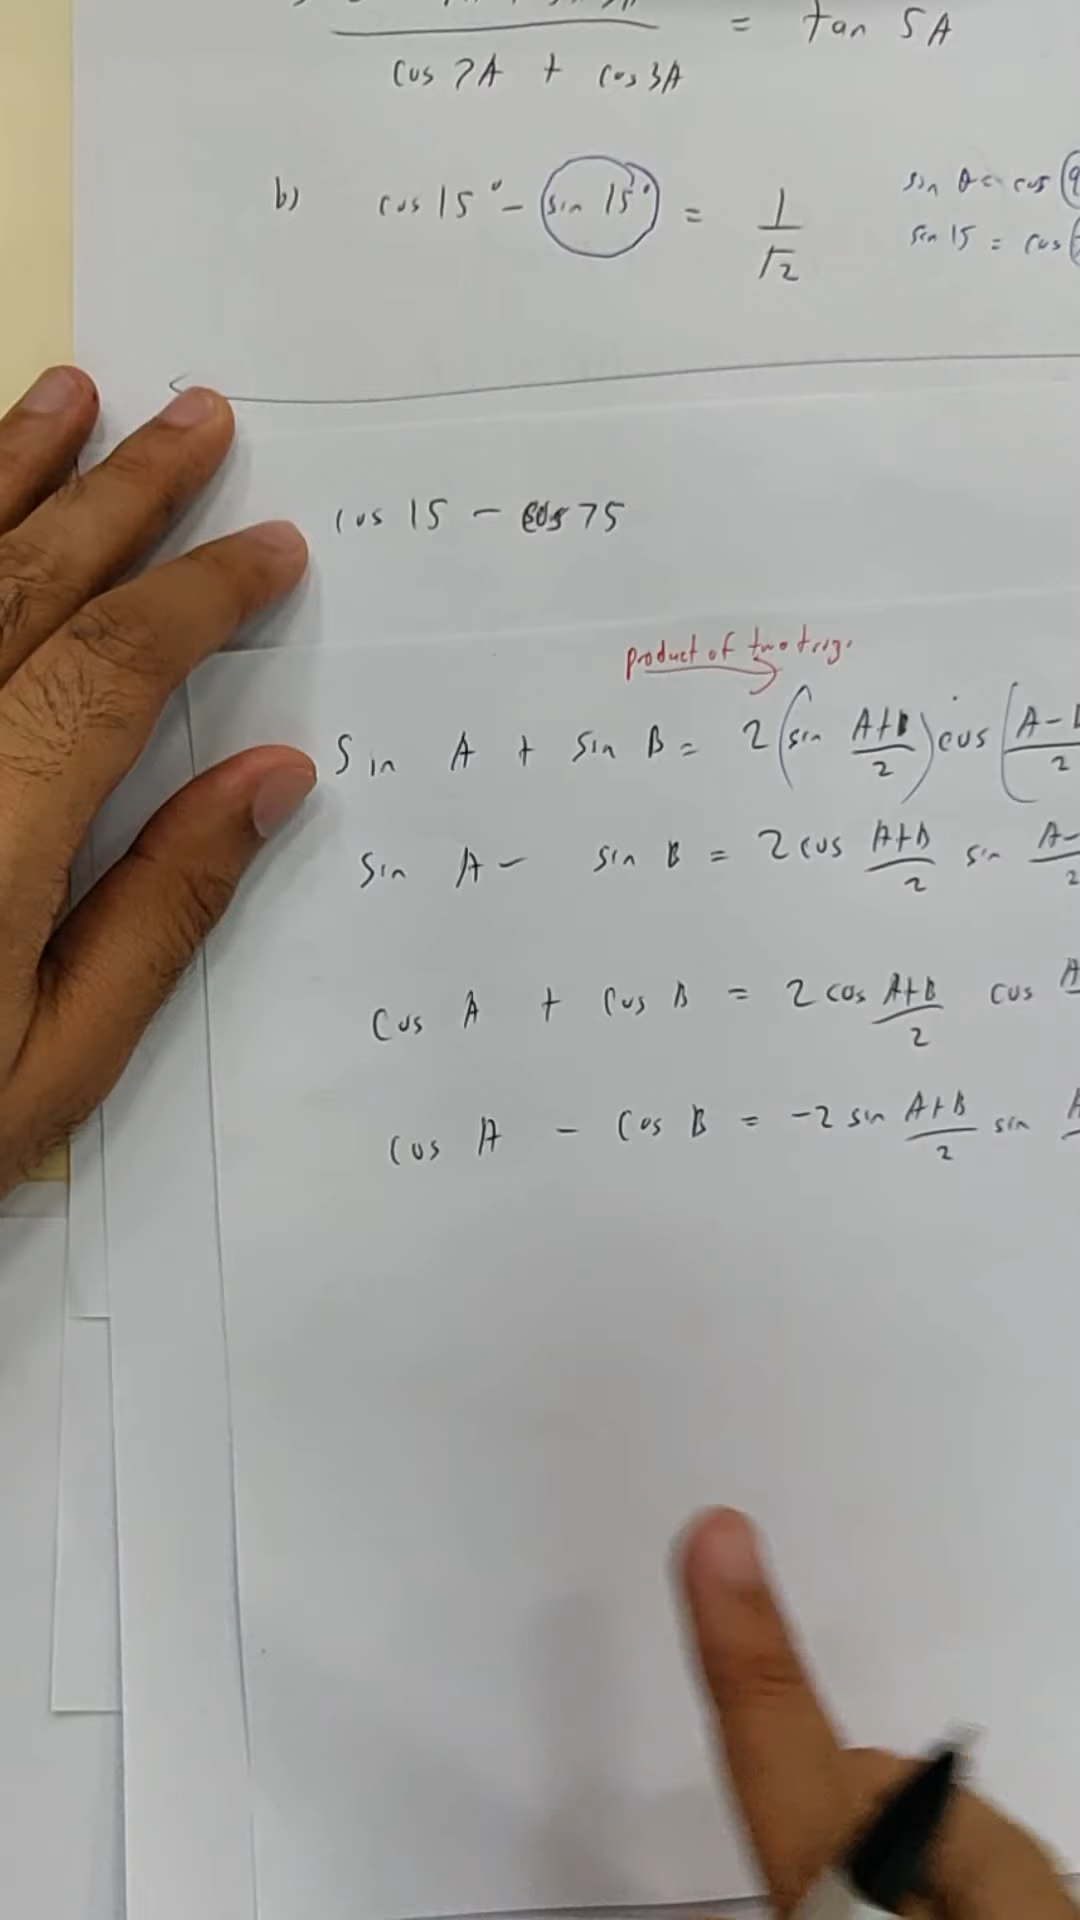 = tan 5A
cos 7A + cos 3A
b) cos 15° - sin 15° = 1/√2
sin θ = cos
sin 15 = cos
cos 15 - cos 75
product of two trig.
Sin A + sin B = 2 (sin A+B/2) cos (A-B/2
sin A - sin B = 2 cos A+B/2 sin A-/2
cos A + cos B = 2 cos A+B/2 cos A
cos A - cos B = -2 sin A+B/2 sin A